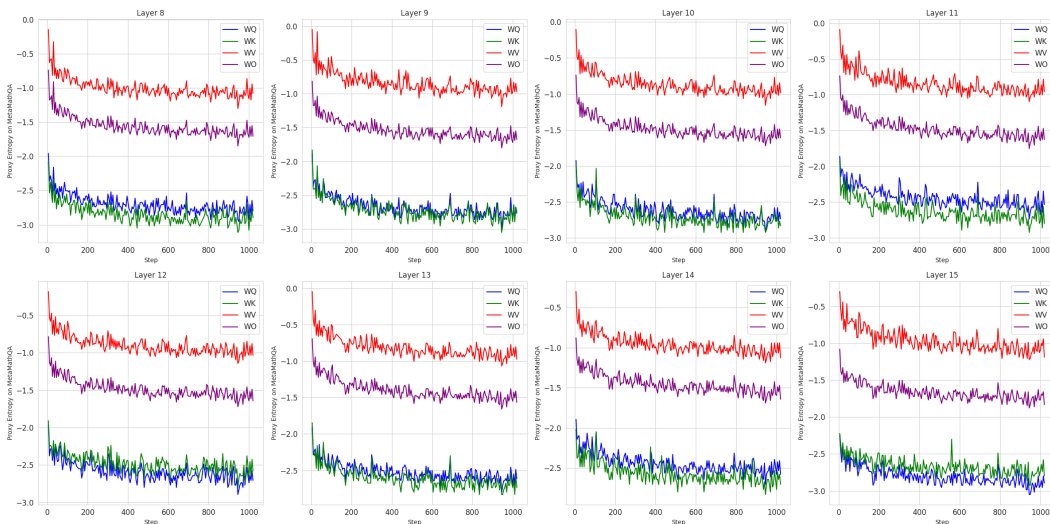 Layer 8
Proxy Entropy on MetaMathQA
0.0
−0.5
−1.0
−1.5
−2.0
−2.5
−3.0
WQ
WK
WV
WO
0
200
400
600
800
1000
Step
Layer 9
Proxy Entropy on MetaMathQA
0.0
−0.5
−1.0
−1.5
−2.0
−2.5
−3.0
WQ
WK
WV
WO
0
200
400
600
800
1000
Step
Layer 10
Proxy Entropy on MetaMathQA
0.0
−0.5
−1.0
−1.5
−2.0
−2.5
−3.0
WQ
WK
WV
WO
0
200
400
600
800
1000
Step
Layer 11
Proxy Entropy on MetaMathQA
0.0
−0.5
−1.0
−1.5
−2.0
−2.5
−3.0
WQ
WK
WV
WO
0
200
400
600
800
1000
Step
Layer 12
Proxy Entropy on MetaMathQA
−0.5
−1.0
−1.5
−2.0
−2.5
−3.0
WQ
WK
WV
WO
0
200
400
600
800
1000
Step
Layer 13
Proxy Entropy on MetaMathQA
0.0
−0.5
−1.0
−1.5
−2.0
−2.5
WQ
WK
WV
WO
0
200
400
600
800
1000
Step
Layer 14
Proxy Entropy on MetaMathQA
−0.5
−1.0
−1.5
−2.0
−2.5
WQ
WK
WV
WO
0
200
400
600
800
1000
Step
Layer 15
Proxy Entropy on MetaMathQA
−0.5
−1.0
−1.5
−2.0
−2.5
−3.0
WQ
WK
WV
WO
0
200
400
600
800
1000
Step